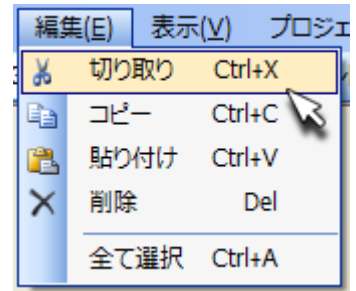 編集(E) 表示(V) プロジェ
切り取り Ctrl+X
コピー Ctrl+C
貼り付け Ctrl+V
削除 Del
全て選択 Ctrl+A